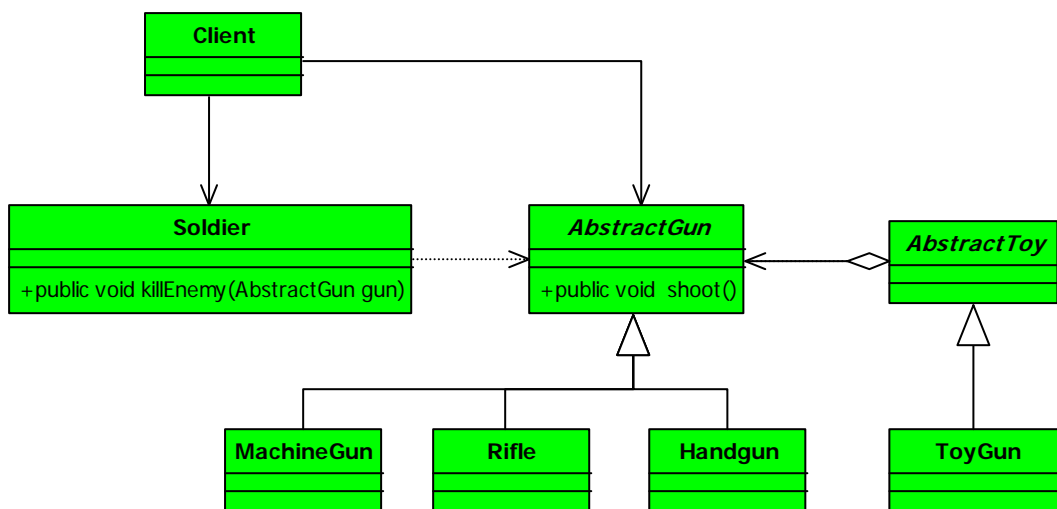 Client
Soldier
+public void killEnemy(AbstractGun gun)
AbstractGun
+public void shoot()
AbstractToy
MachineGun
Rifle
Handgun
ToyGun